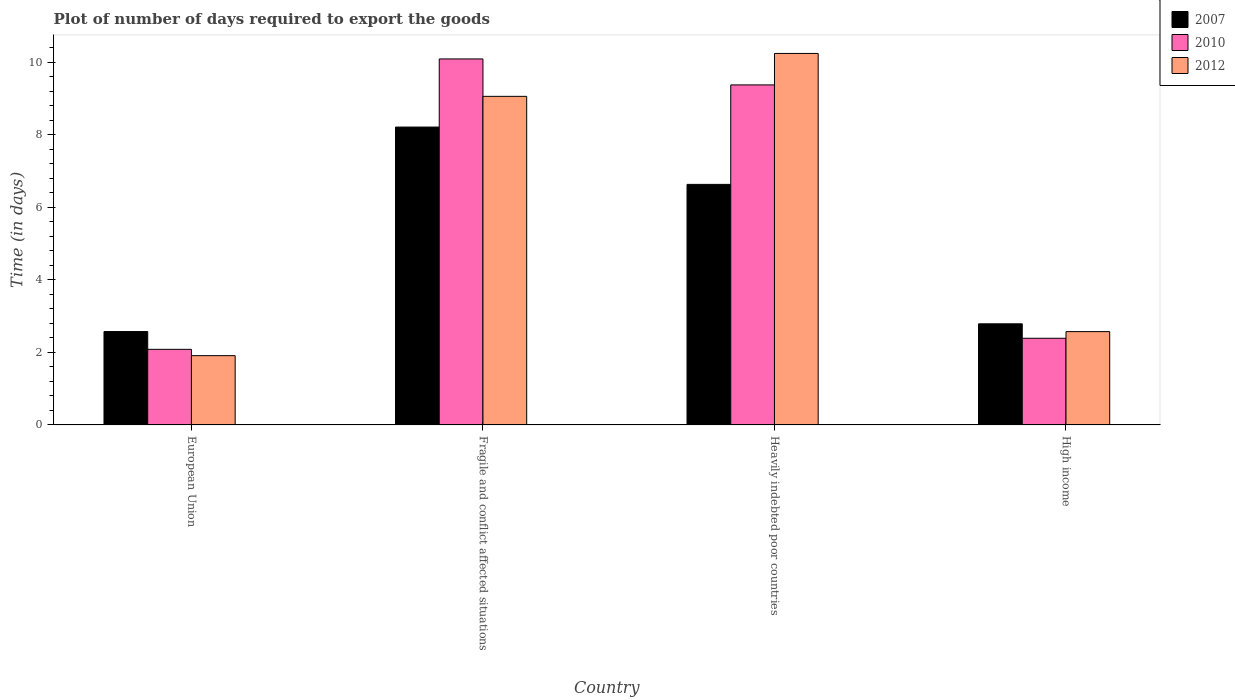 Plot of number of days required to export the goods
2007
2010
2012
Time (in days)
10
8
6
4
2
0
European Union
Fragile and conflict affected situations
Heavily indebted poor countries
High income
Country